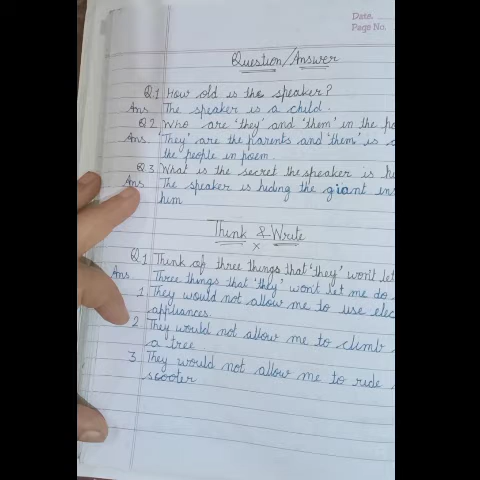 Date.
Page No.
Question/Answer
Q1 How old is the speaker?
Ans The speaker is a child.
Q2. Who are 'they' and 'them' in the
Ans 'They' are the parents and 'them' is
the people in poem.
Q.3 What is the secret the speaker is
Ans The speaker is hiding the giant
him
Think & Write
x
Q1 Think of three things that 'they' won't let
Ans Three things that 'they' won't let me do
1 They would not allow me to use
appliances
2. They would not allow me to climb
a tree
3 They would not allow me to ride
scooter